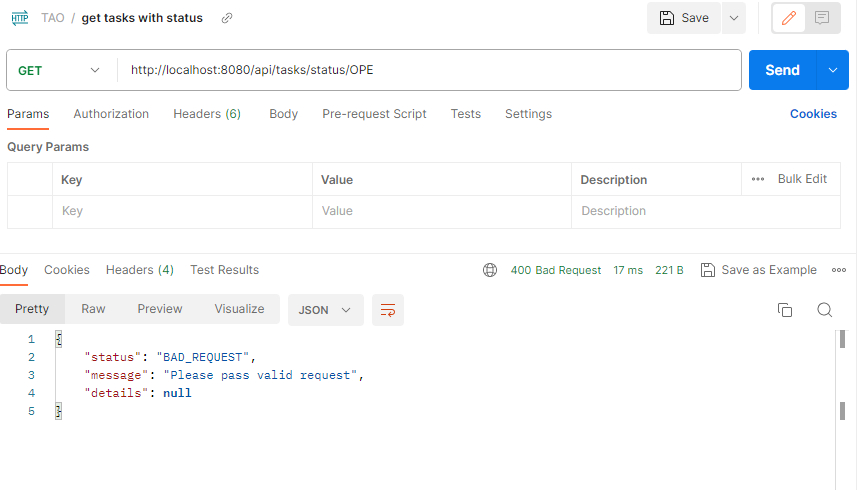 HTTP TAO / get tasks with status Save
GET http://localhost:8080/api/tasks/status/OPE Send
Params Authorization Headers (6) Body Pre-request Script Tests Settings Cookies
Query Params
Key Value Description Bulk Edit
Key Value Description
Body Cookies Headers (4) Test Results 400 Bad Request 17 ms 221 B Save as Example
Pretty Raw Preview Visualize JSON
1 {
2 "status": "BAD_REQUEST",
3 "message": "Please pass valid request",
4 "details": null
5 }